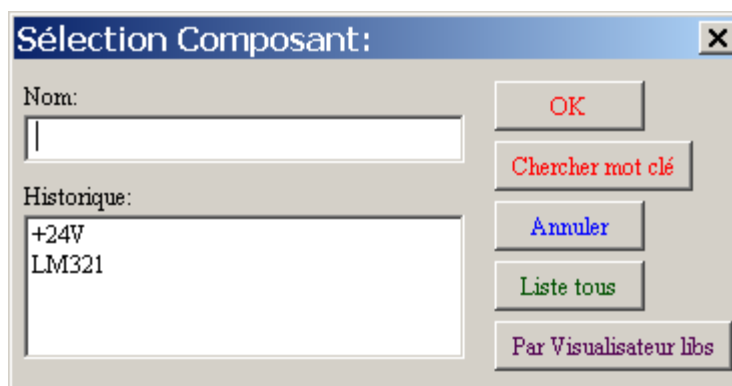 Sélection Composant:
Nom:
OK
Chercher mot clé
Historique:
+24V
LM321
Annuler
Liste tous
Par Visualisateur libs